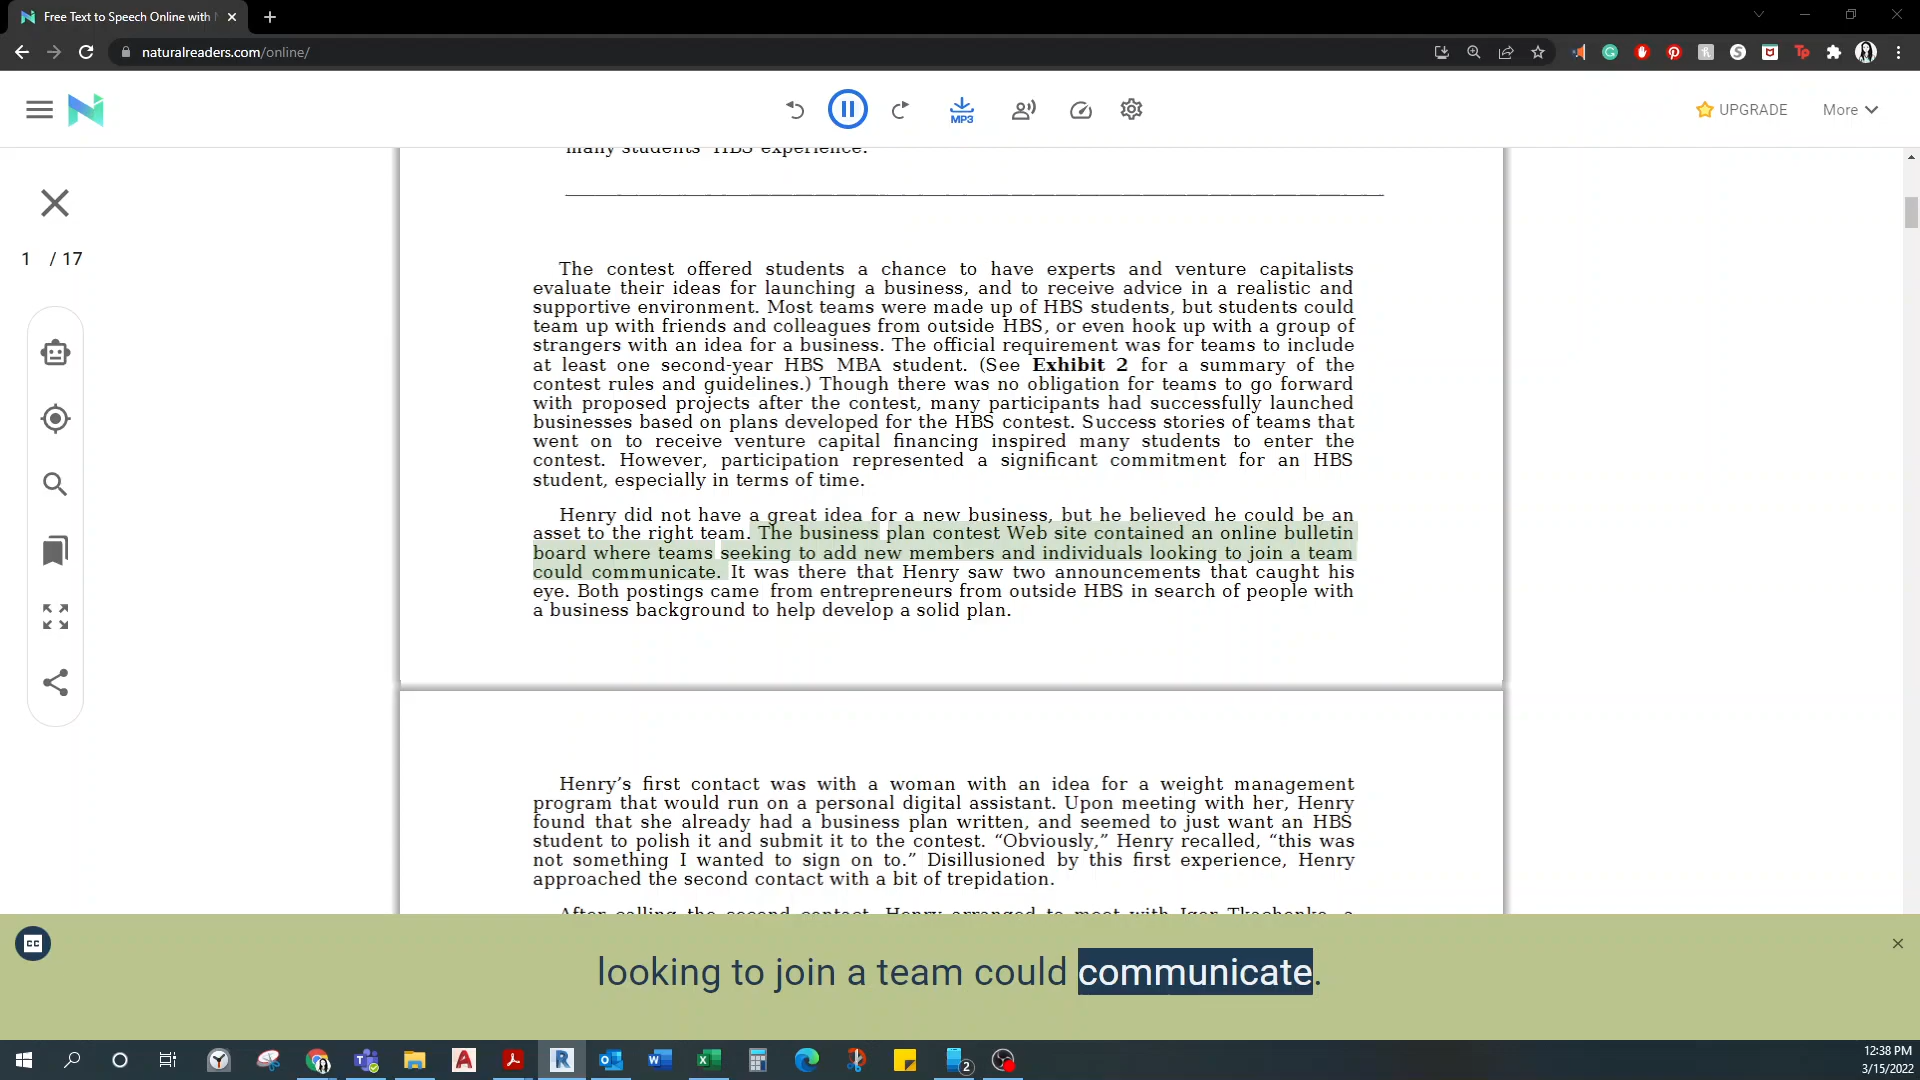 Free Text to Speech Online with
naturalreaders.com/online/
MP3
UPGRADE
More
many students' HBS experience.
1 / 17
The contest offered students a chance to have experts and venture capitalists
evaluate their ideas for launching a business, and to receive advice in a realistic and
supportive environment. Most teams were made up of HBS students, but students could
team up with friends and colleagues from outside HBS, or even hook up with a group of
strangers with an idea for a business. The official requirement was for teams to include
at least one second-year HBS MBA student. (See Exhibit 2 for a summary of the
contest rules and guidelines.) Though there was no obligation for teams to go forward
with proposed projects after the contest, many participants had successfully launched
businesses based on plans developed for the HBS contest. Success stories of teams that
went on to receive venture capital financing inspired many students to enter the
contest. However, participation represented a significant commitment for an HBS
student, especially in terms of time.
Henry did not have a great idea for a new business, but he believed he could be an
asset to the right team. The business plan contest Web site contained an online bulletin
board where teams seeking to add new members and individuals looking to join a team
could communicate. It was there that Henry saw two announcements that caught his
eye. Both postings came from entrepreneurs from outside HBS in search of people with
a business background to help develop a solid plan.
Henry's first contact was with a woman with an idea for a weight management
program that would run on a personal digital assistant. Upon meeting with her, Henry
found that she already had a business plan written, and seemed to just want an HBS
student to polish it and submit it to the contest. “Obviously,” Henry recalled, “this was
not something I wanted to sign on to.” Disillusioned by this first experience, Henry
approached the second contact with a bit of trepidation.
After calling the second contact, Henry arranged to meet with Igor Tkachenko, a
looking to join a team could communicate.
12:38 PM
3/15/2022